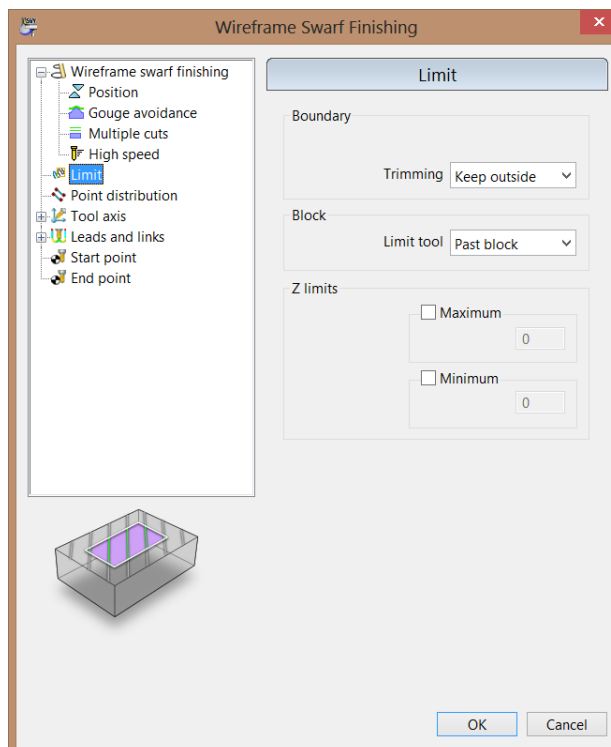 Wireframe Swarf Finishing
Wireframe swarf finishing
Position
Gouge avoidance
Multiple cuts
High speed
Limit
Point distribution
Tool axis
Leads and links
Start point
End point
Limit
Boundary
Trimming Keep outside
Block
Limit tool Past block
Z limits
Maximum
0
Minimum
0
OK Cancel